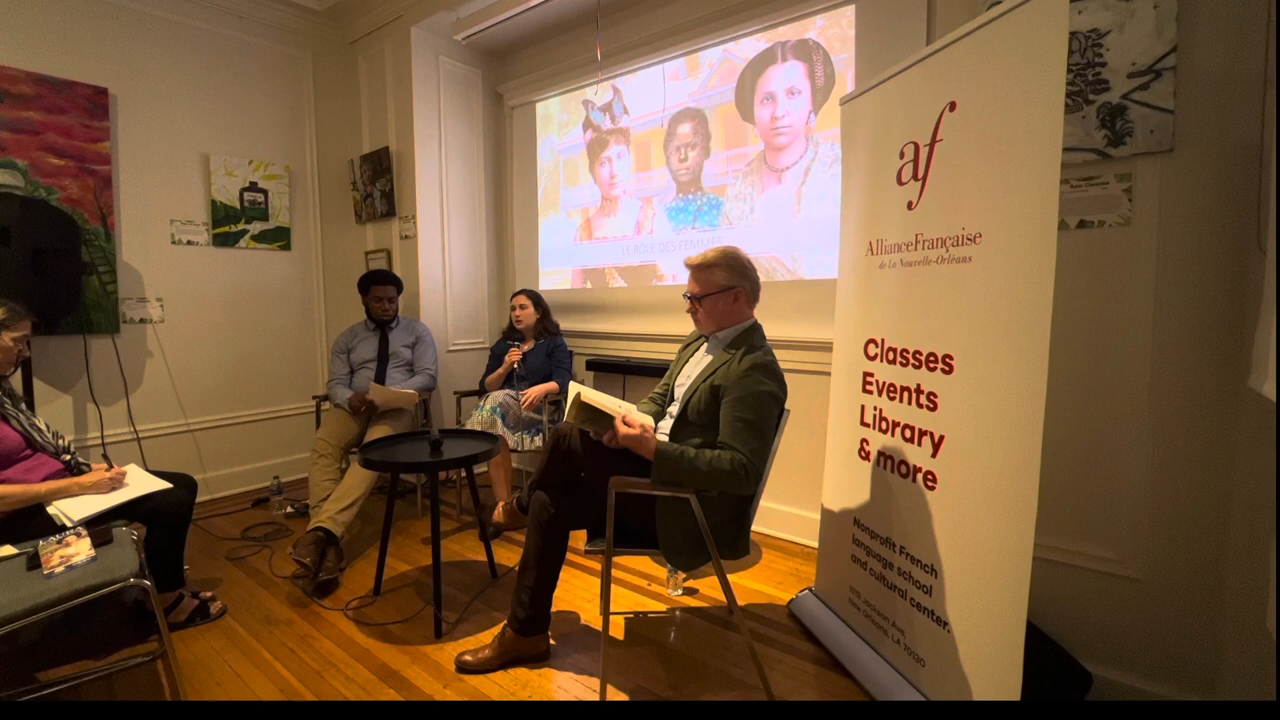 LE RÔLE DES FEMMES
af
AllianceFrançaise
de la Nouvelle-Orléans
Classes
Events
Library
& more
Nonprofit French
language school
and cultural center.
1519 Jackson Ave.
New Orleans, LA 70130